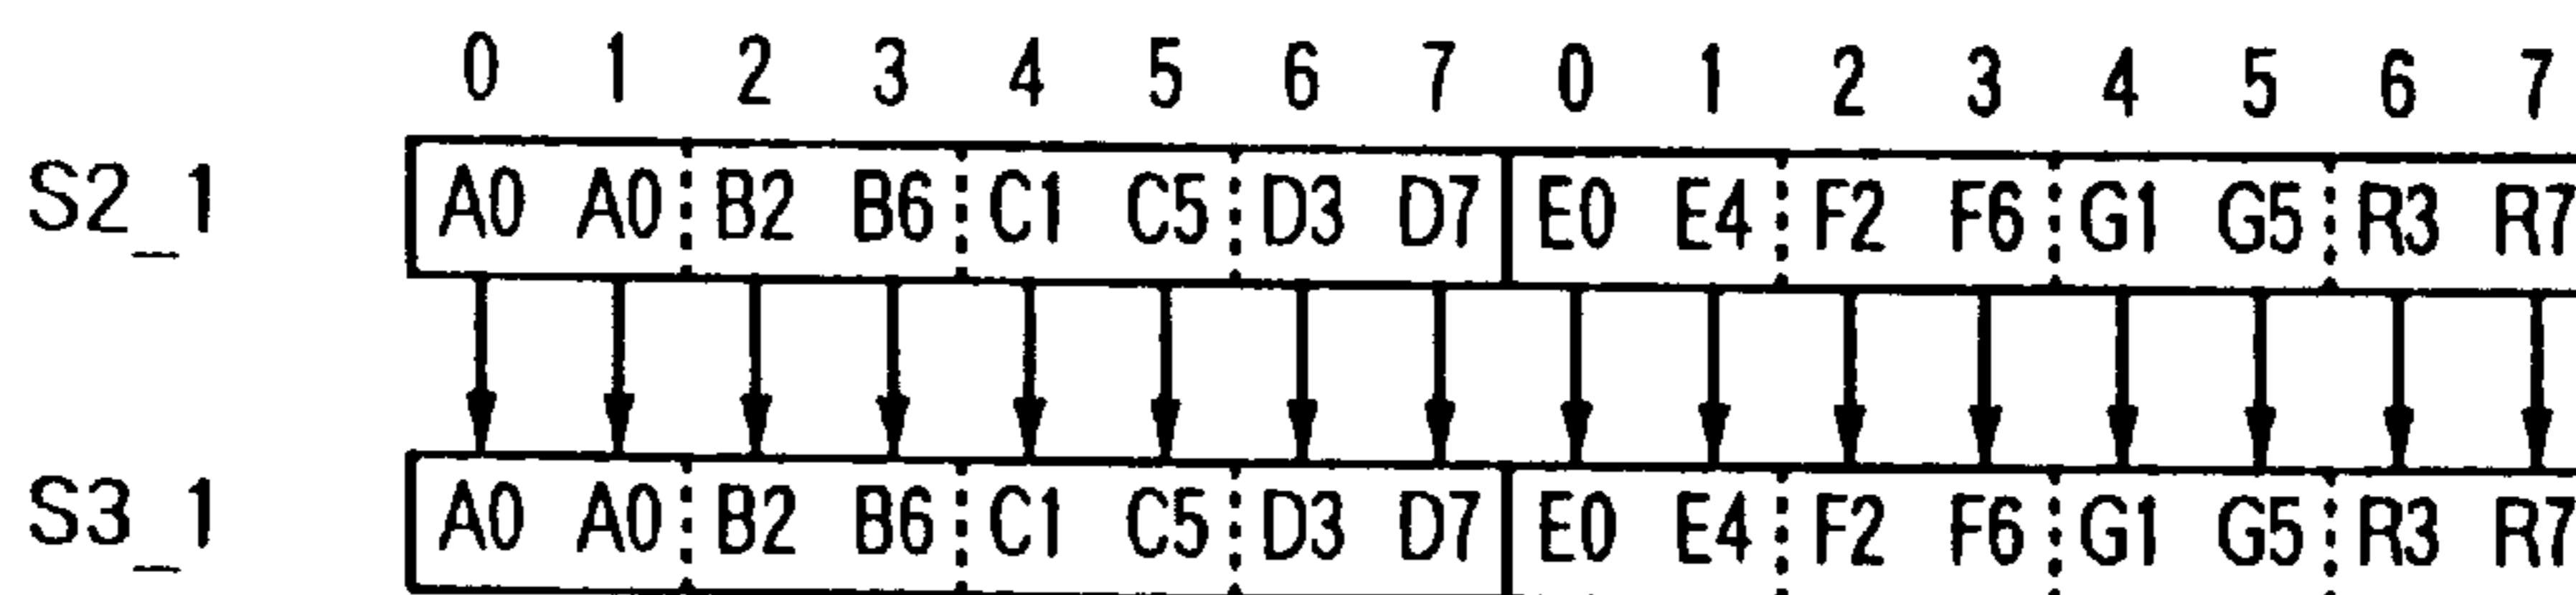 0 1 2 3 4 5 6 7 0 1 2 3 4 5 6 7
S2_1 A0 A0 B2 B6 C1 C5 D3 D7 E0 E4 F2 F6 G1 G5 R3 R7
S3_1 A0 A0 B2 B6 C1 C5 D3 D7 E0 E4 F2 F6 G1 G5 R3 R7